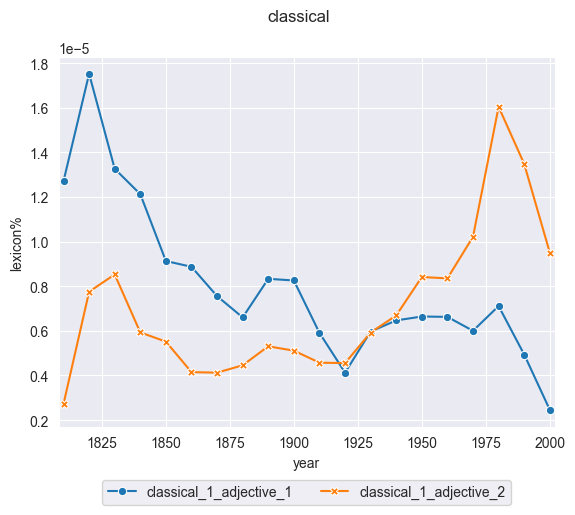 classical
1e−5
1.8
1.6
1.4
1.2
1.0
0.8
0.6
0.4
0.2
lexicon%
1825 1850 1875 1900 1925 1950 1975 2000
year
classical_1_adjective_1 classical_1_adjective_2